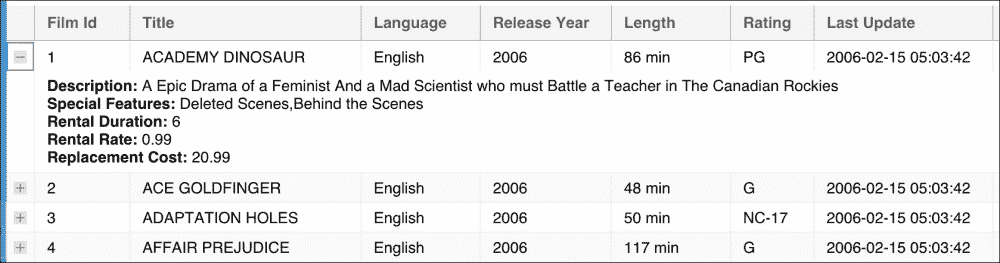 Film Id Title Language Release Year Length Rating Last Update
1 ACADEMY DINOSAUR English 2006 86 min PG 2006-02-15 05:03:42
Description: A Epic Drama of a Feminist And a Mad Scientist who must Battle a Teacher in The Canadian Rockies
Special Features: Deleted Scenes,Behind the Scenes
Rental Duration: 6
Rental Rate: 0.99
Replacement Cost: 20.99
2 ACE GOLDFINGER English 2006 48 min G 2006-02-15 05:03:42
3 ADAPTATION HOLES English 2006 50 min NC-17 2006-02-15 05:03:42
4 AFFAIR PREJUDICE English 2006 117 min G 2006-02-15 05:03:42